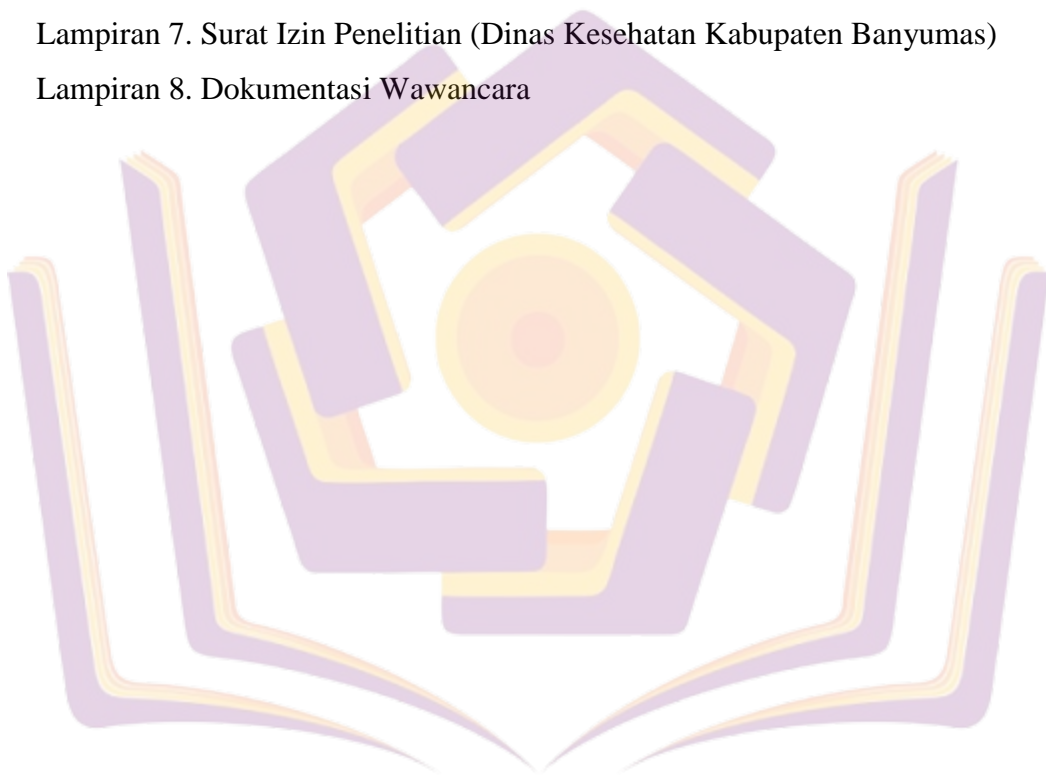 Lampiran 7. Surat Izin Penelitian (Dinas Kesehatan Kabupaten Banyumas)
Lampiran 8. Dokumentasi Wawancara